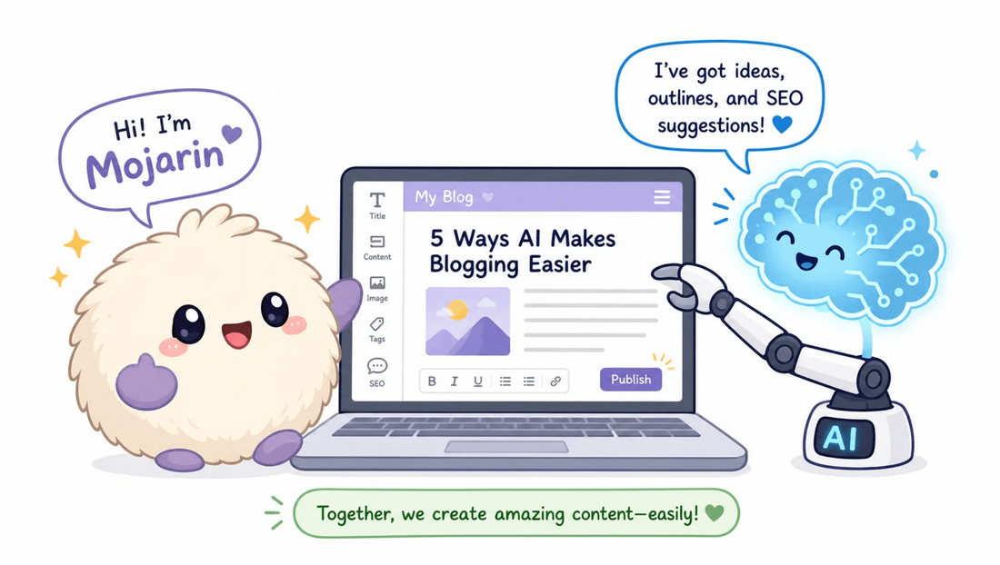 Hi! I'm
Mojarin
I've got ideas,
outlines, and SEO
suggestions!
My Blog
Title
Content
Image
Tags
SEO
5 Ways AI Makes
Blogging Easier
B I U
Publish
AI
Together, we create amazing content—easily!